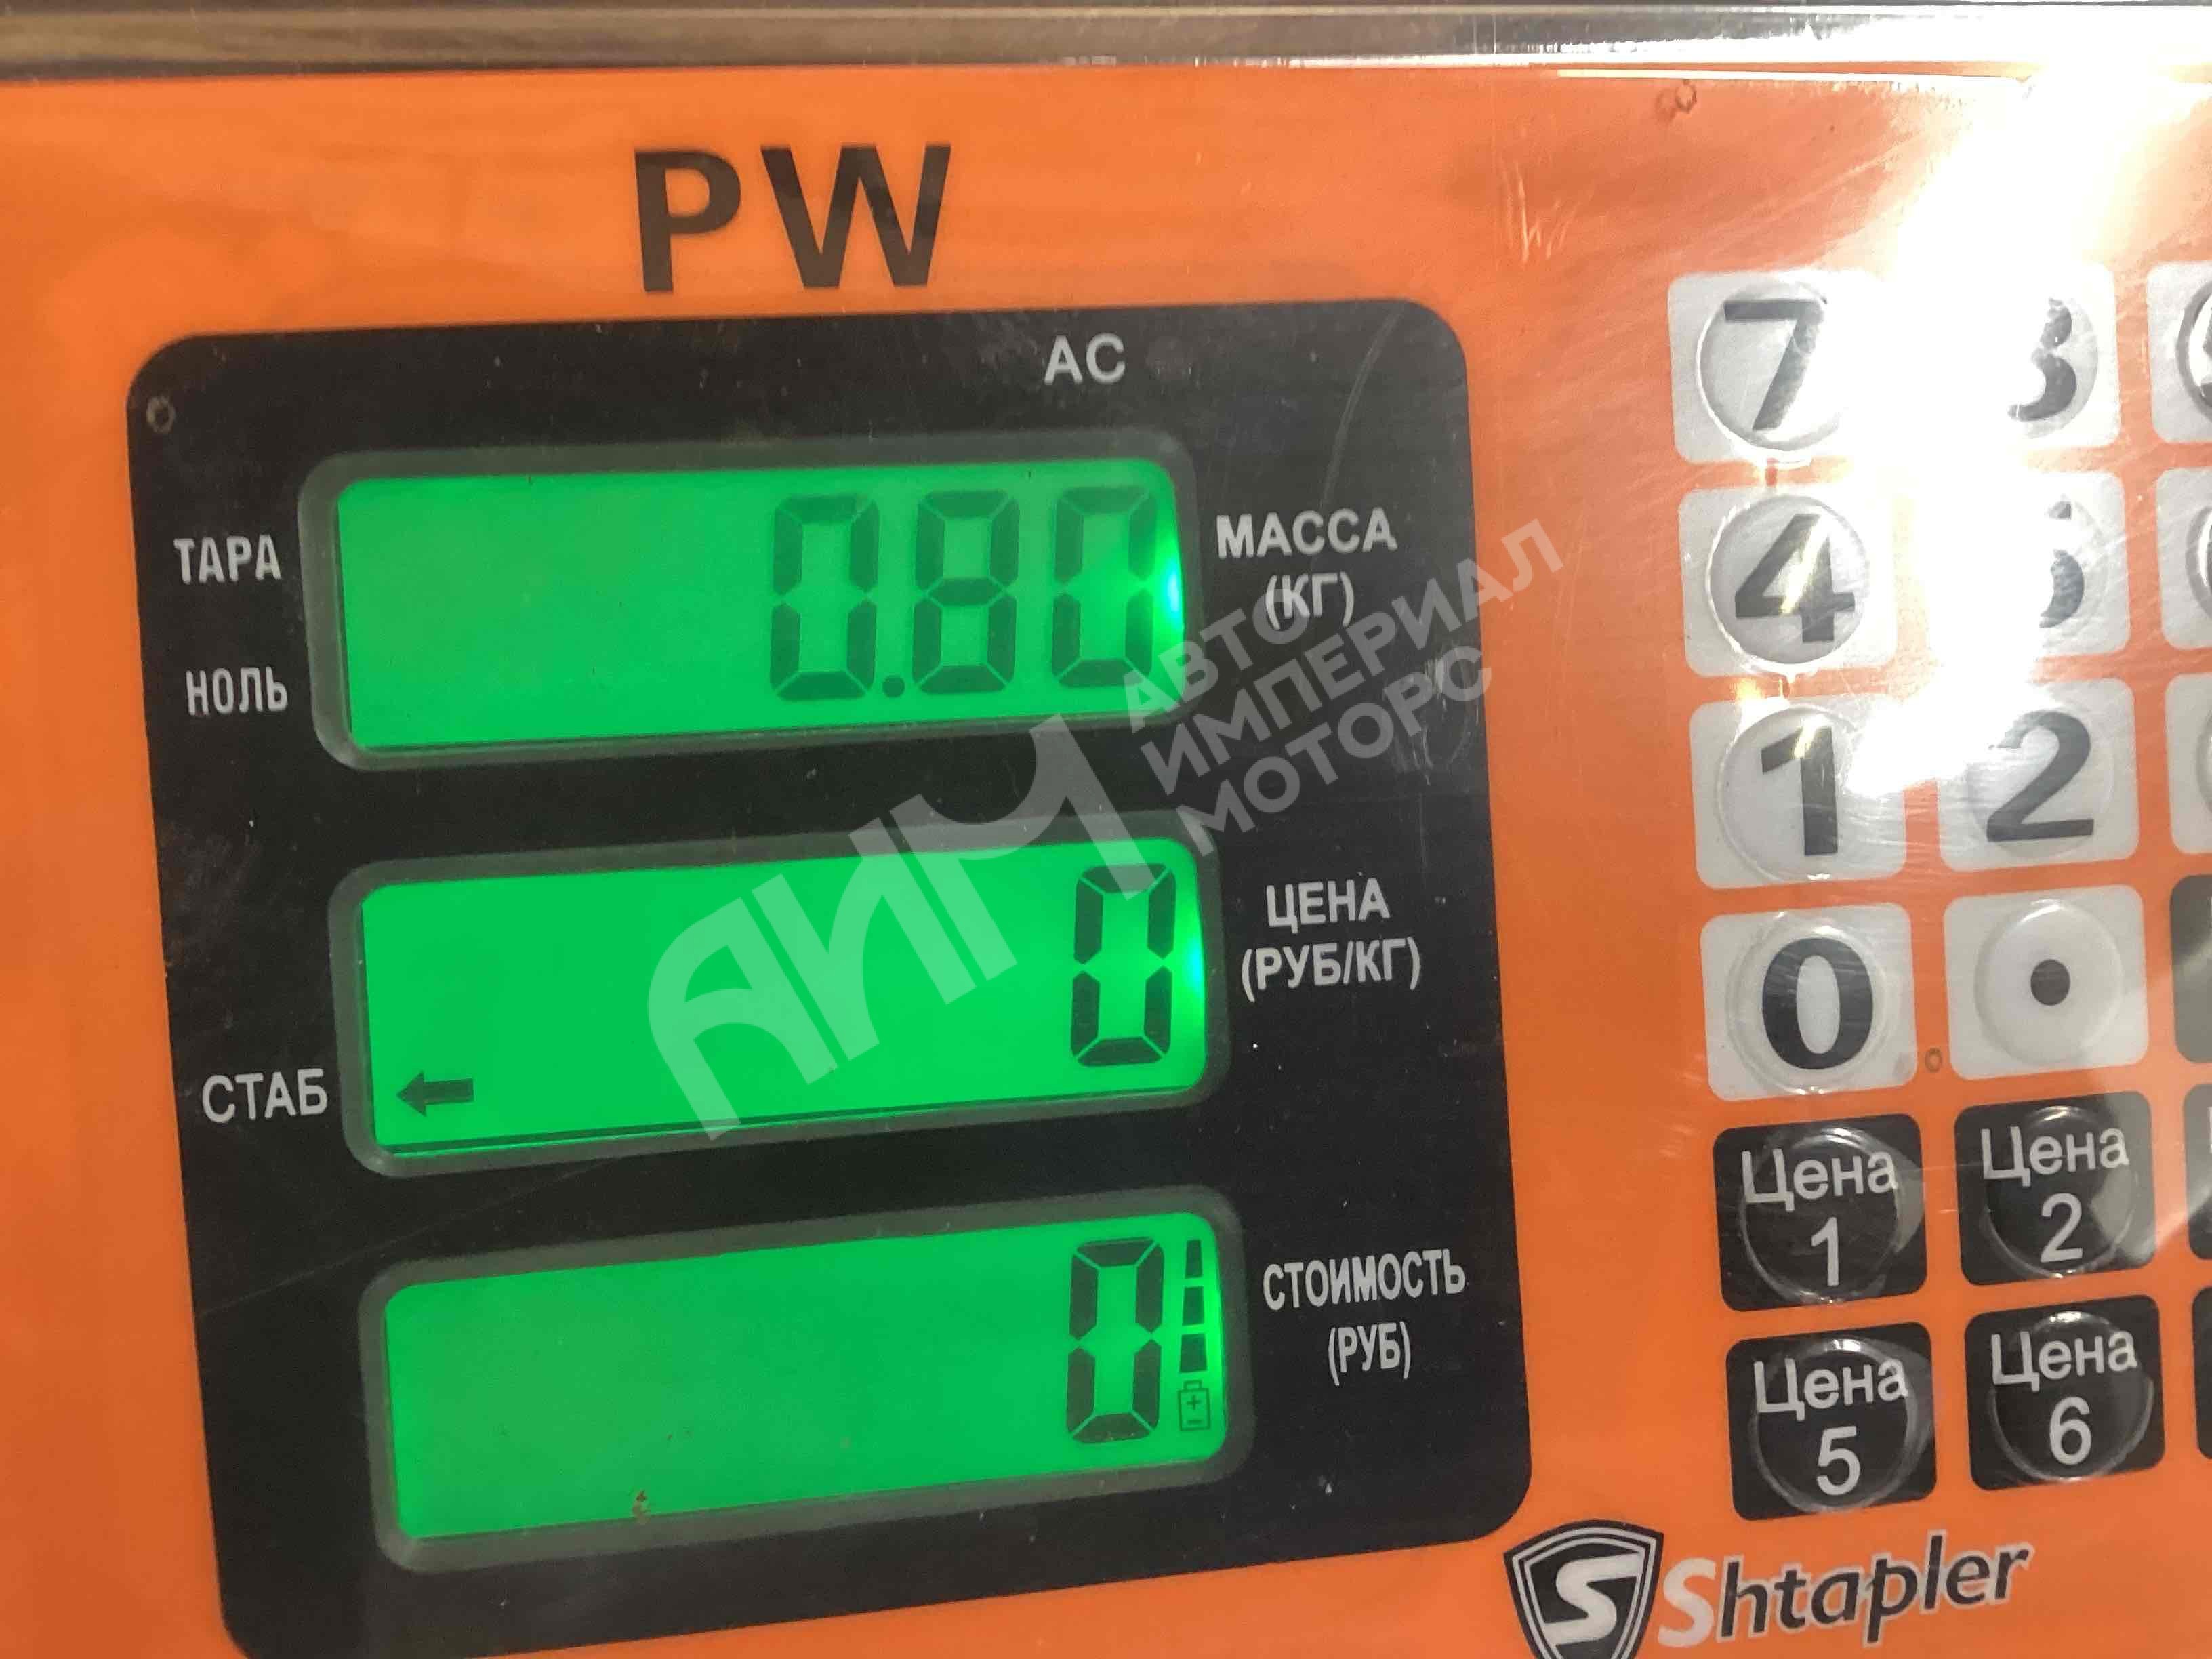 PW
AC
ТАРА
НОЛЬ
0.80
МАССА
(КГ)
АВТО
ИМПЕРИАЛ
МОТОРС
АИМ
СТАБ
0
ЦЕНА
(РУБ/КГ)
0
СТОИМОСТЬ
(РУБ)
7
4
1 2
0 •
Цена 1
Цена 2
Цена 5
Цена 6
Shtapler